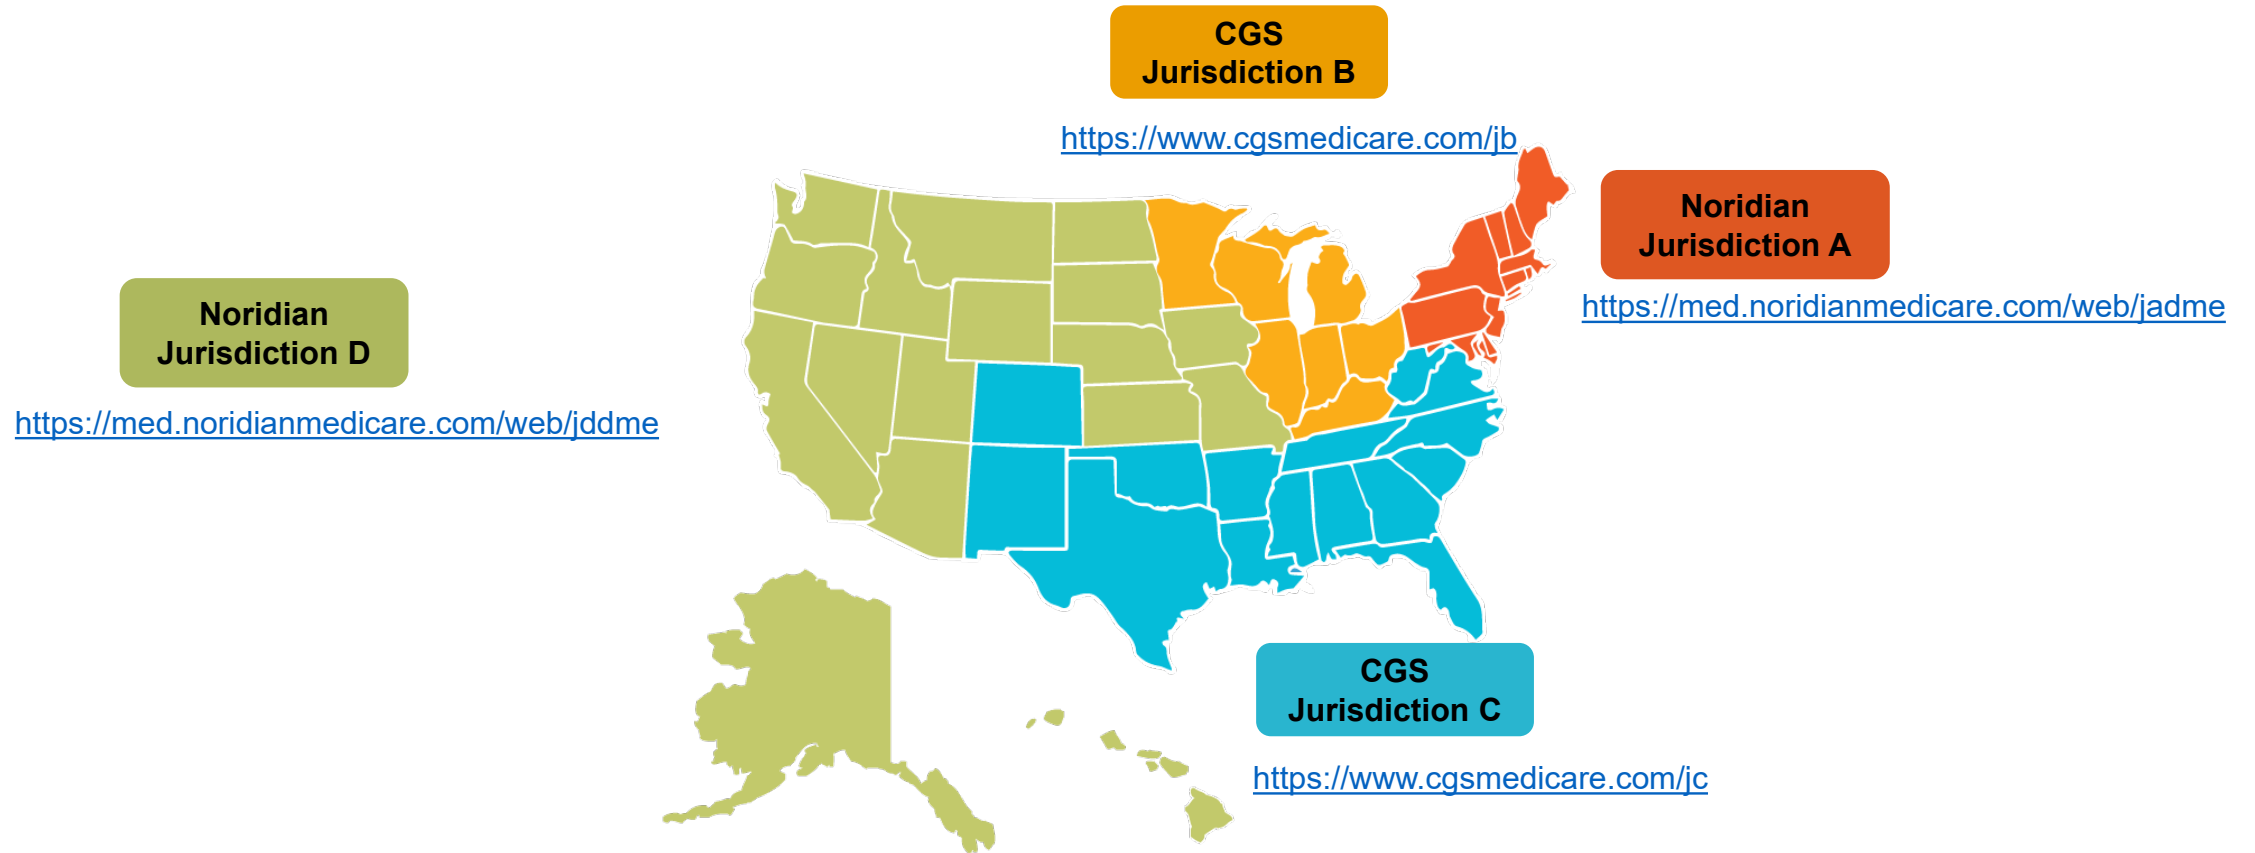 CGS
Jurisdiction B
https://www.cgsmedicare.com/jb
Noridian
Jurisdiction A
https://med.noridianmedicare.com/web/jadme
Noridian
Jurisdiction D
https://med.noridianmedicare.com/web/jddme
CGS
Jurisdiction C
https://www.cgsmedicare.com/jc